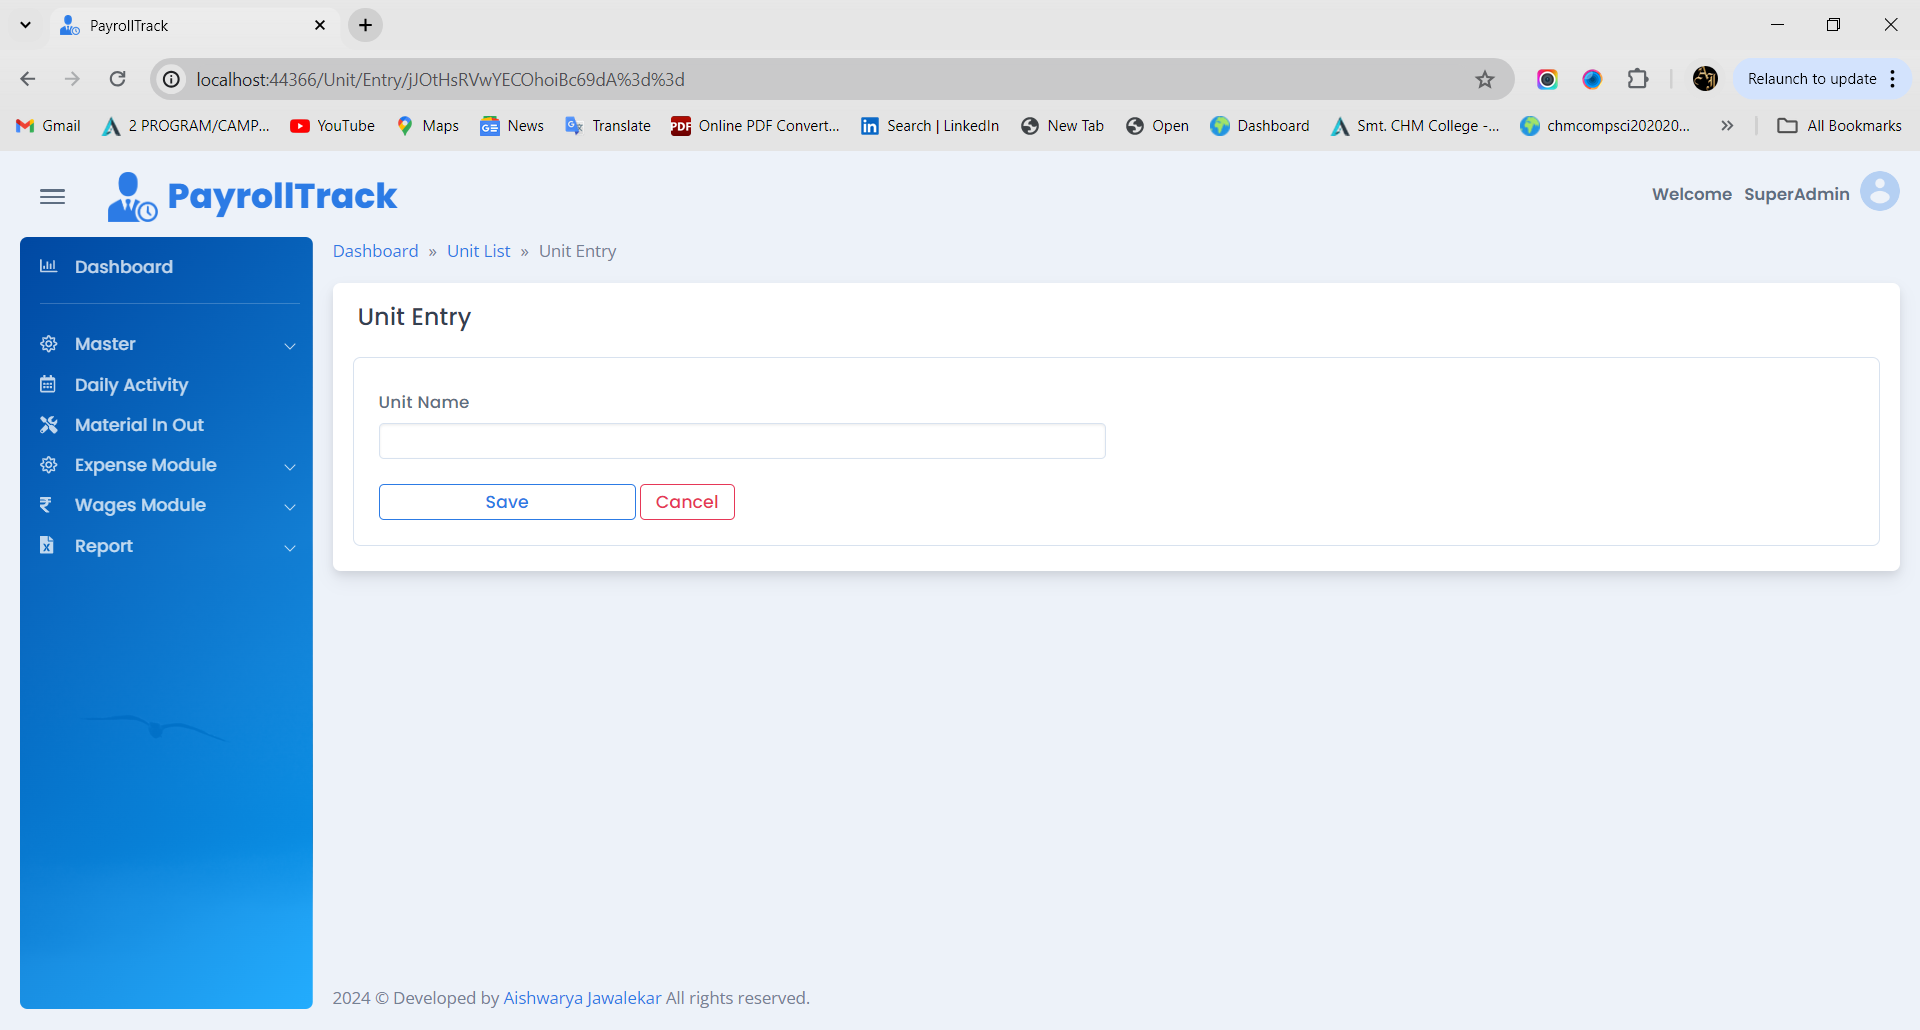 PayrollTrack
localhost:44366/Unit/Entry/jJOtHsRVwYECOhoiBc69dA%3d%3d
Relaunch to update
Gmail 2 PROGRAM/CAMP... YouTube Maps News Translate PDF Online PDF Convert... in Search | LinkedIn New Tab Open Dashboard Smt. CHM College -... chmcompsci202020... » All Bookmarks
PayrollTrack
Welcome SuperAdmin
Dashboard » Unit List » Unit Entry
Dashboard
Master
Daily Activity
Material In Out
Expense Module
₹ Wages Module
Report
Unit Entry
Unit Name
Save Cancel
2024 © Developed by Aishwarya Jawalekar All rights reserved.